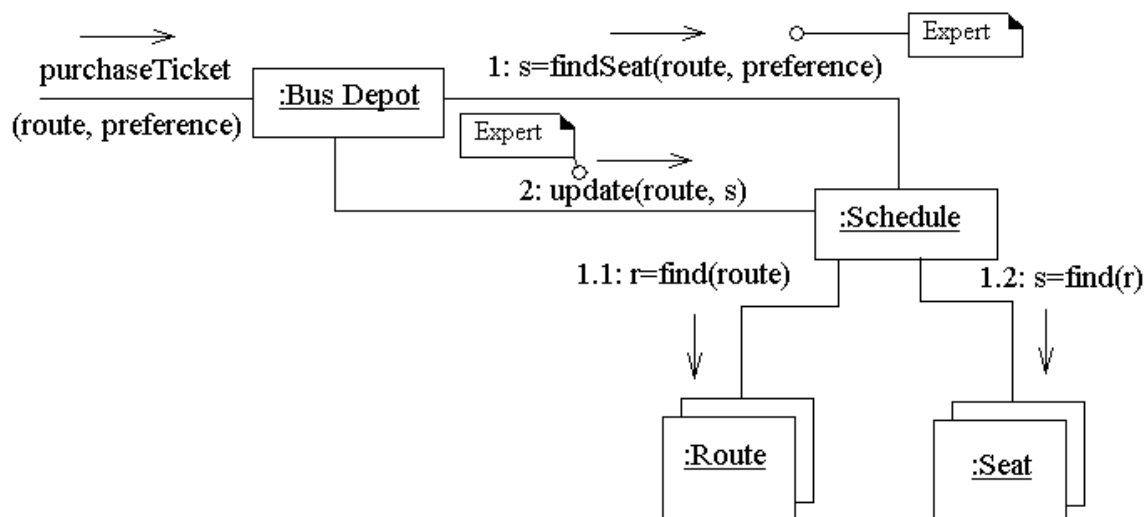 purchaseTicket
(route, preference)
:Bus Depot
1: s=findSeat(route, preference)
Expert
Expert
2: update(route, s)
:Schedule
1.1: r=find(route)
1.2: s=find(r)
:Route
:Seat